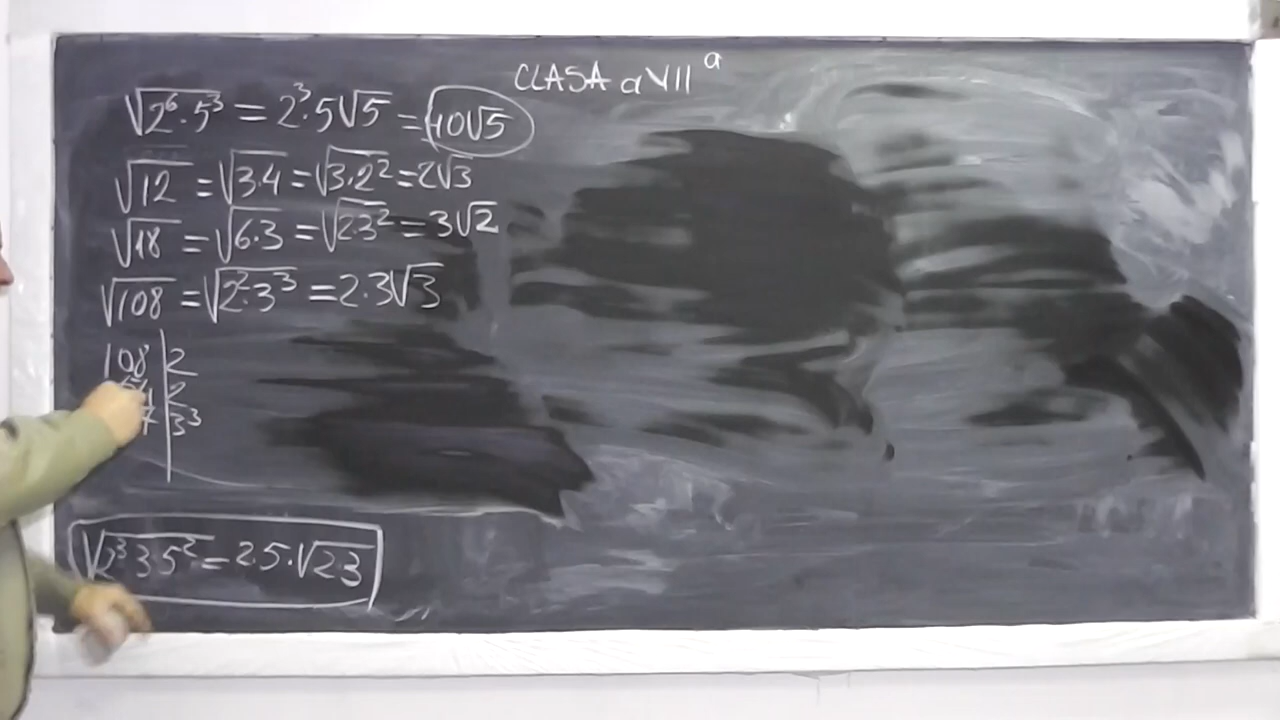 CLASA a VII a
√2⁶·5³ = 2³·5√5 = 40√5
√12 = √3·4 = √3·2² = 2√3
√18 = √6·3 = √2·3² = 3√2
√108 = √2²·3³ = 2·3√3
108 | 2
54 | 2
7 | 3³
√2³·3·5² = 2·5·√2·3